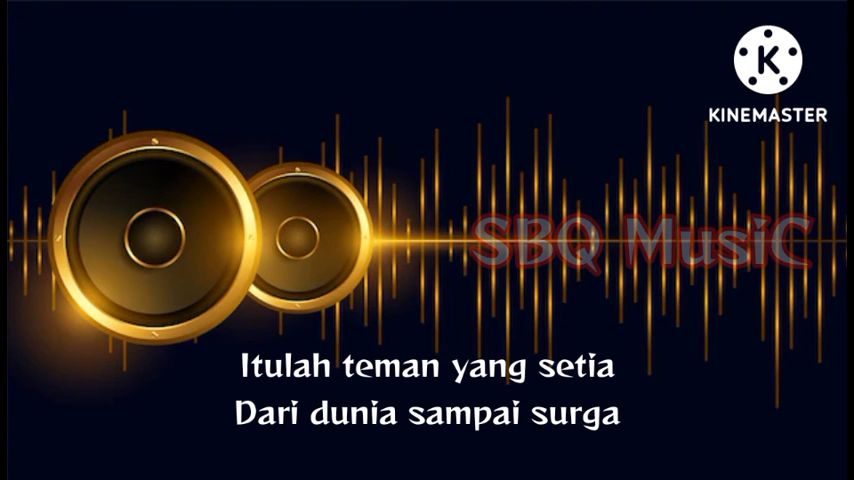 KINEMASTER
SBQ MusiC
Itulah teman yang setia
Dari dunia sampai surga